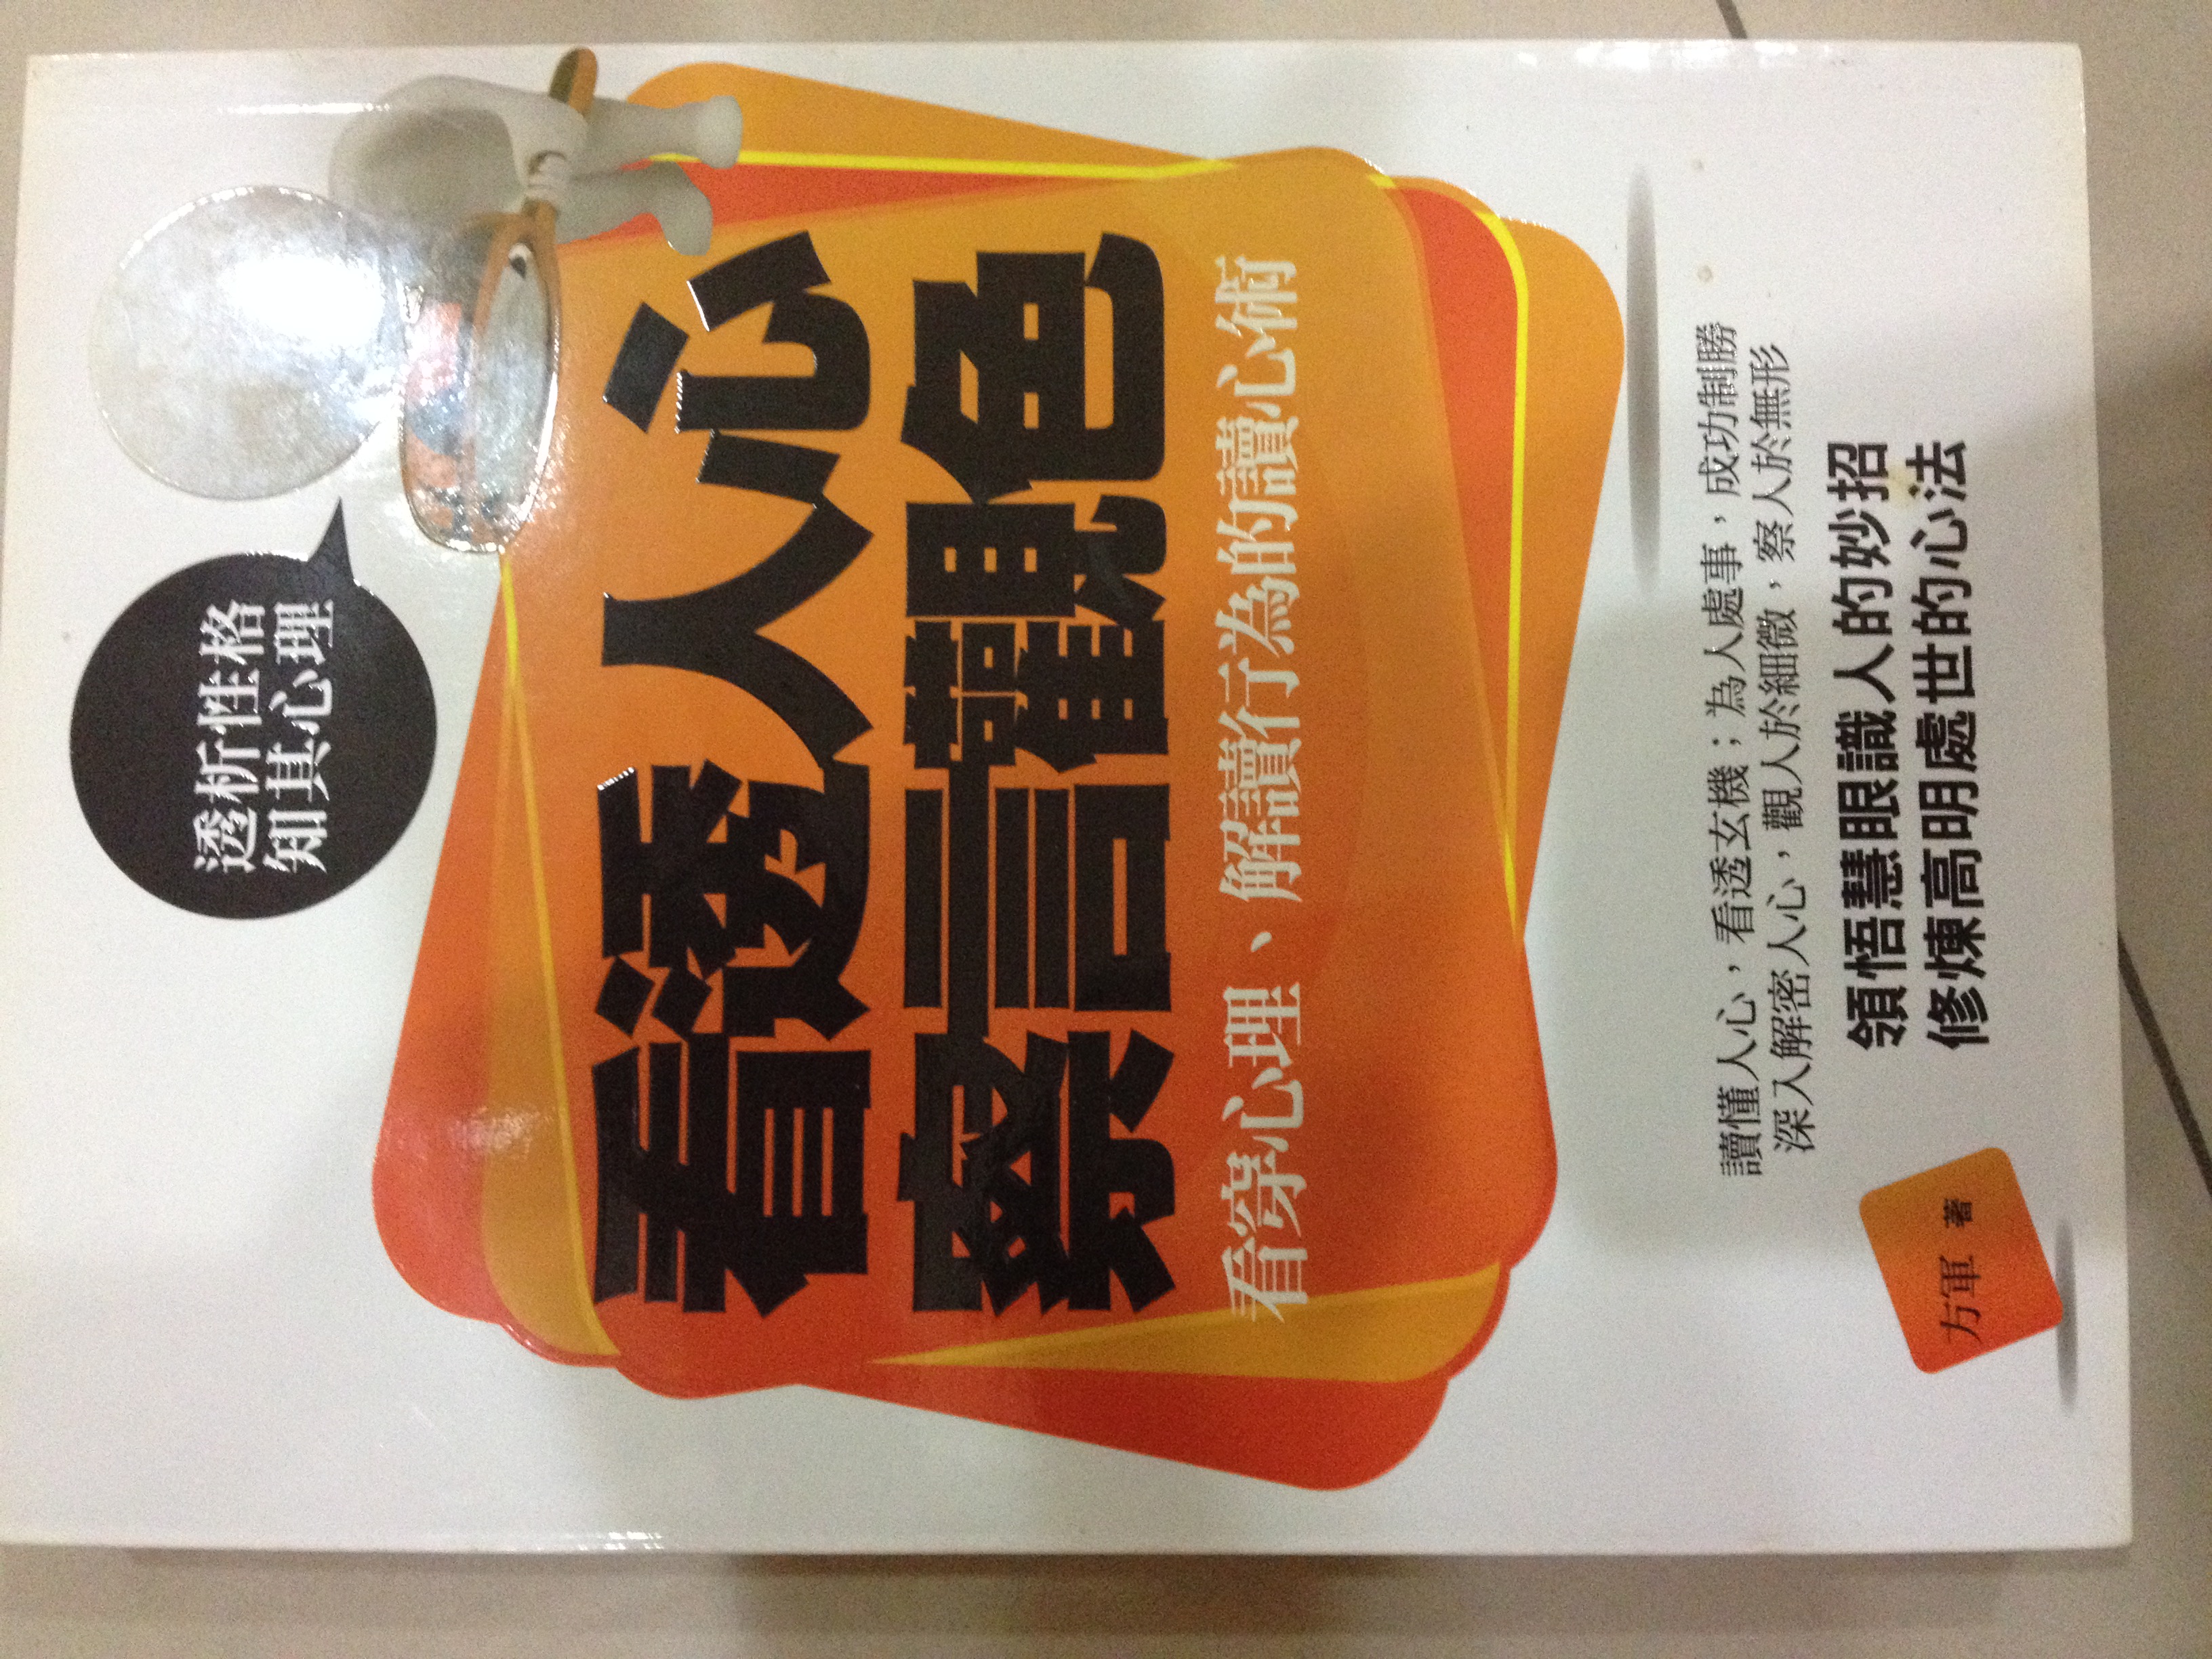 透析性格
知其心理
看透人心
察言觀色
看穿心理、解讀行為的讀心術
讀懂人心，看透玄機；為人處事，成功制勝
深入解密人心，觀人於細微，察人於無形
領悟慧眼識人的妙招
修煉高明處世的心法
方軍 著